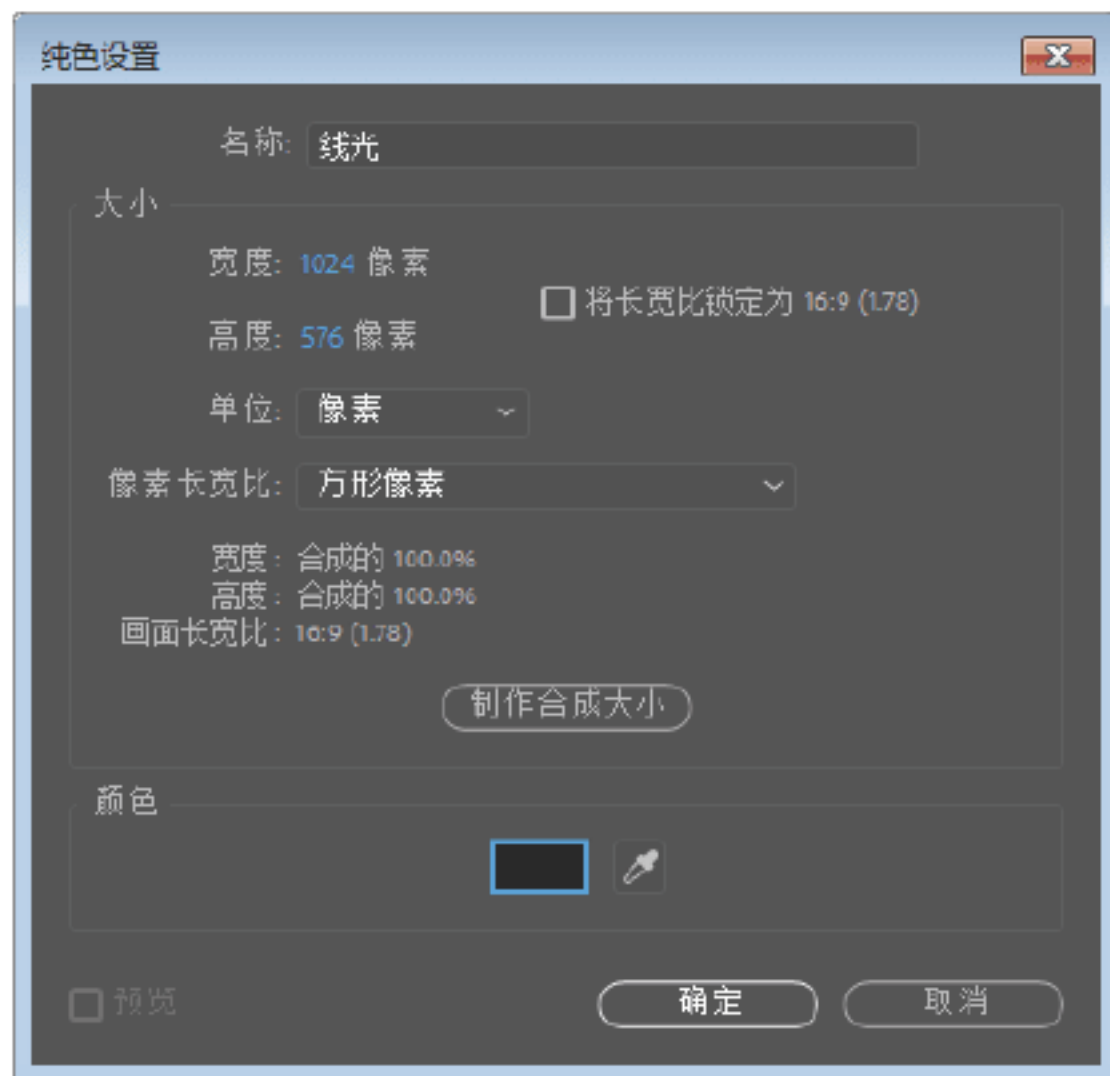 纯色设置
名称: 线光
大小
宽度: 1024 像素
将长宽比锁定为 16:9 (1.78)
高度: 576 像素
单位: 像素
像素长宽比: 方形像素
宽度: 合成的 100.0%
高度: 合成的 100.0%
画面长宽比: 16:9 (1.78)
制作合成大小
颜色
预览
确定
取消